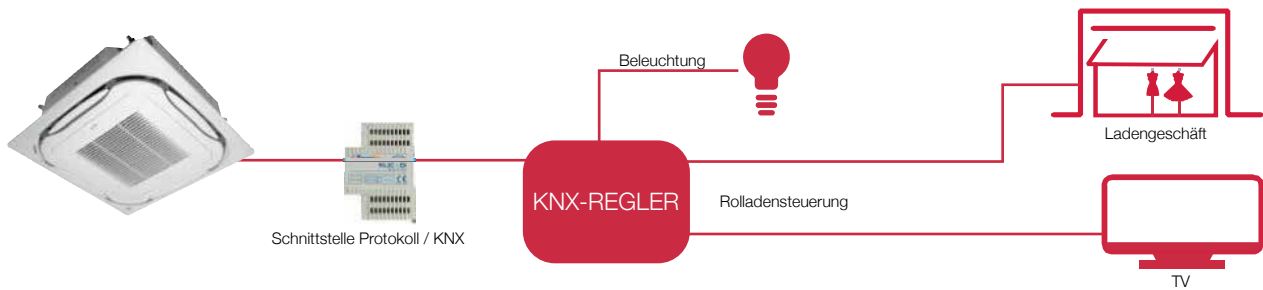 Beleuchtung
Ladengeschäft
KNX-REGLER
Rolladensteuerung
Schnittstelle Protokoll / KNX
TV